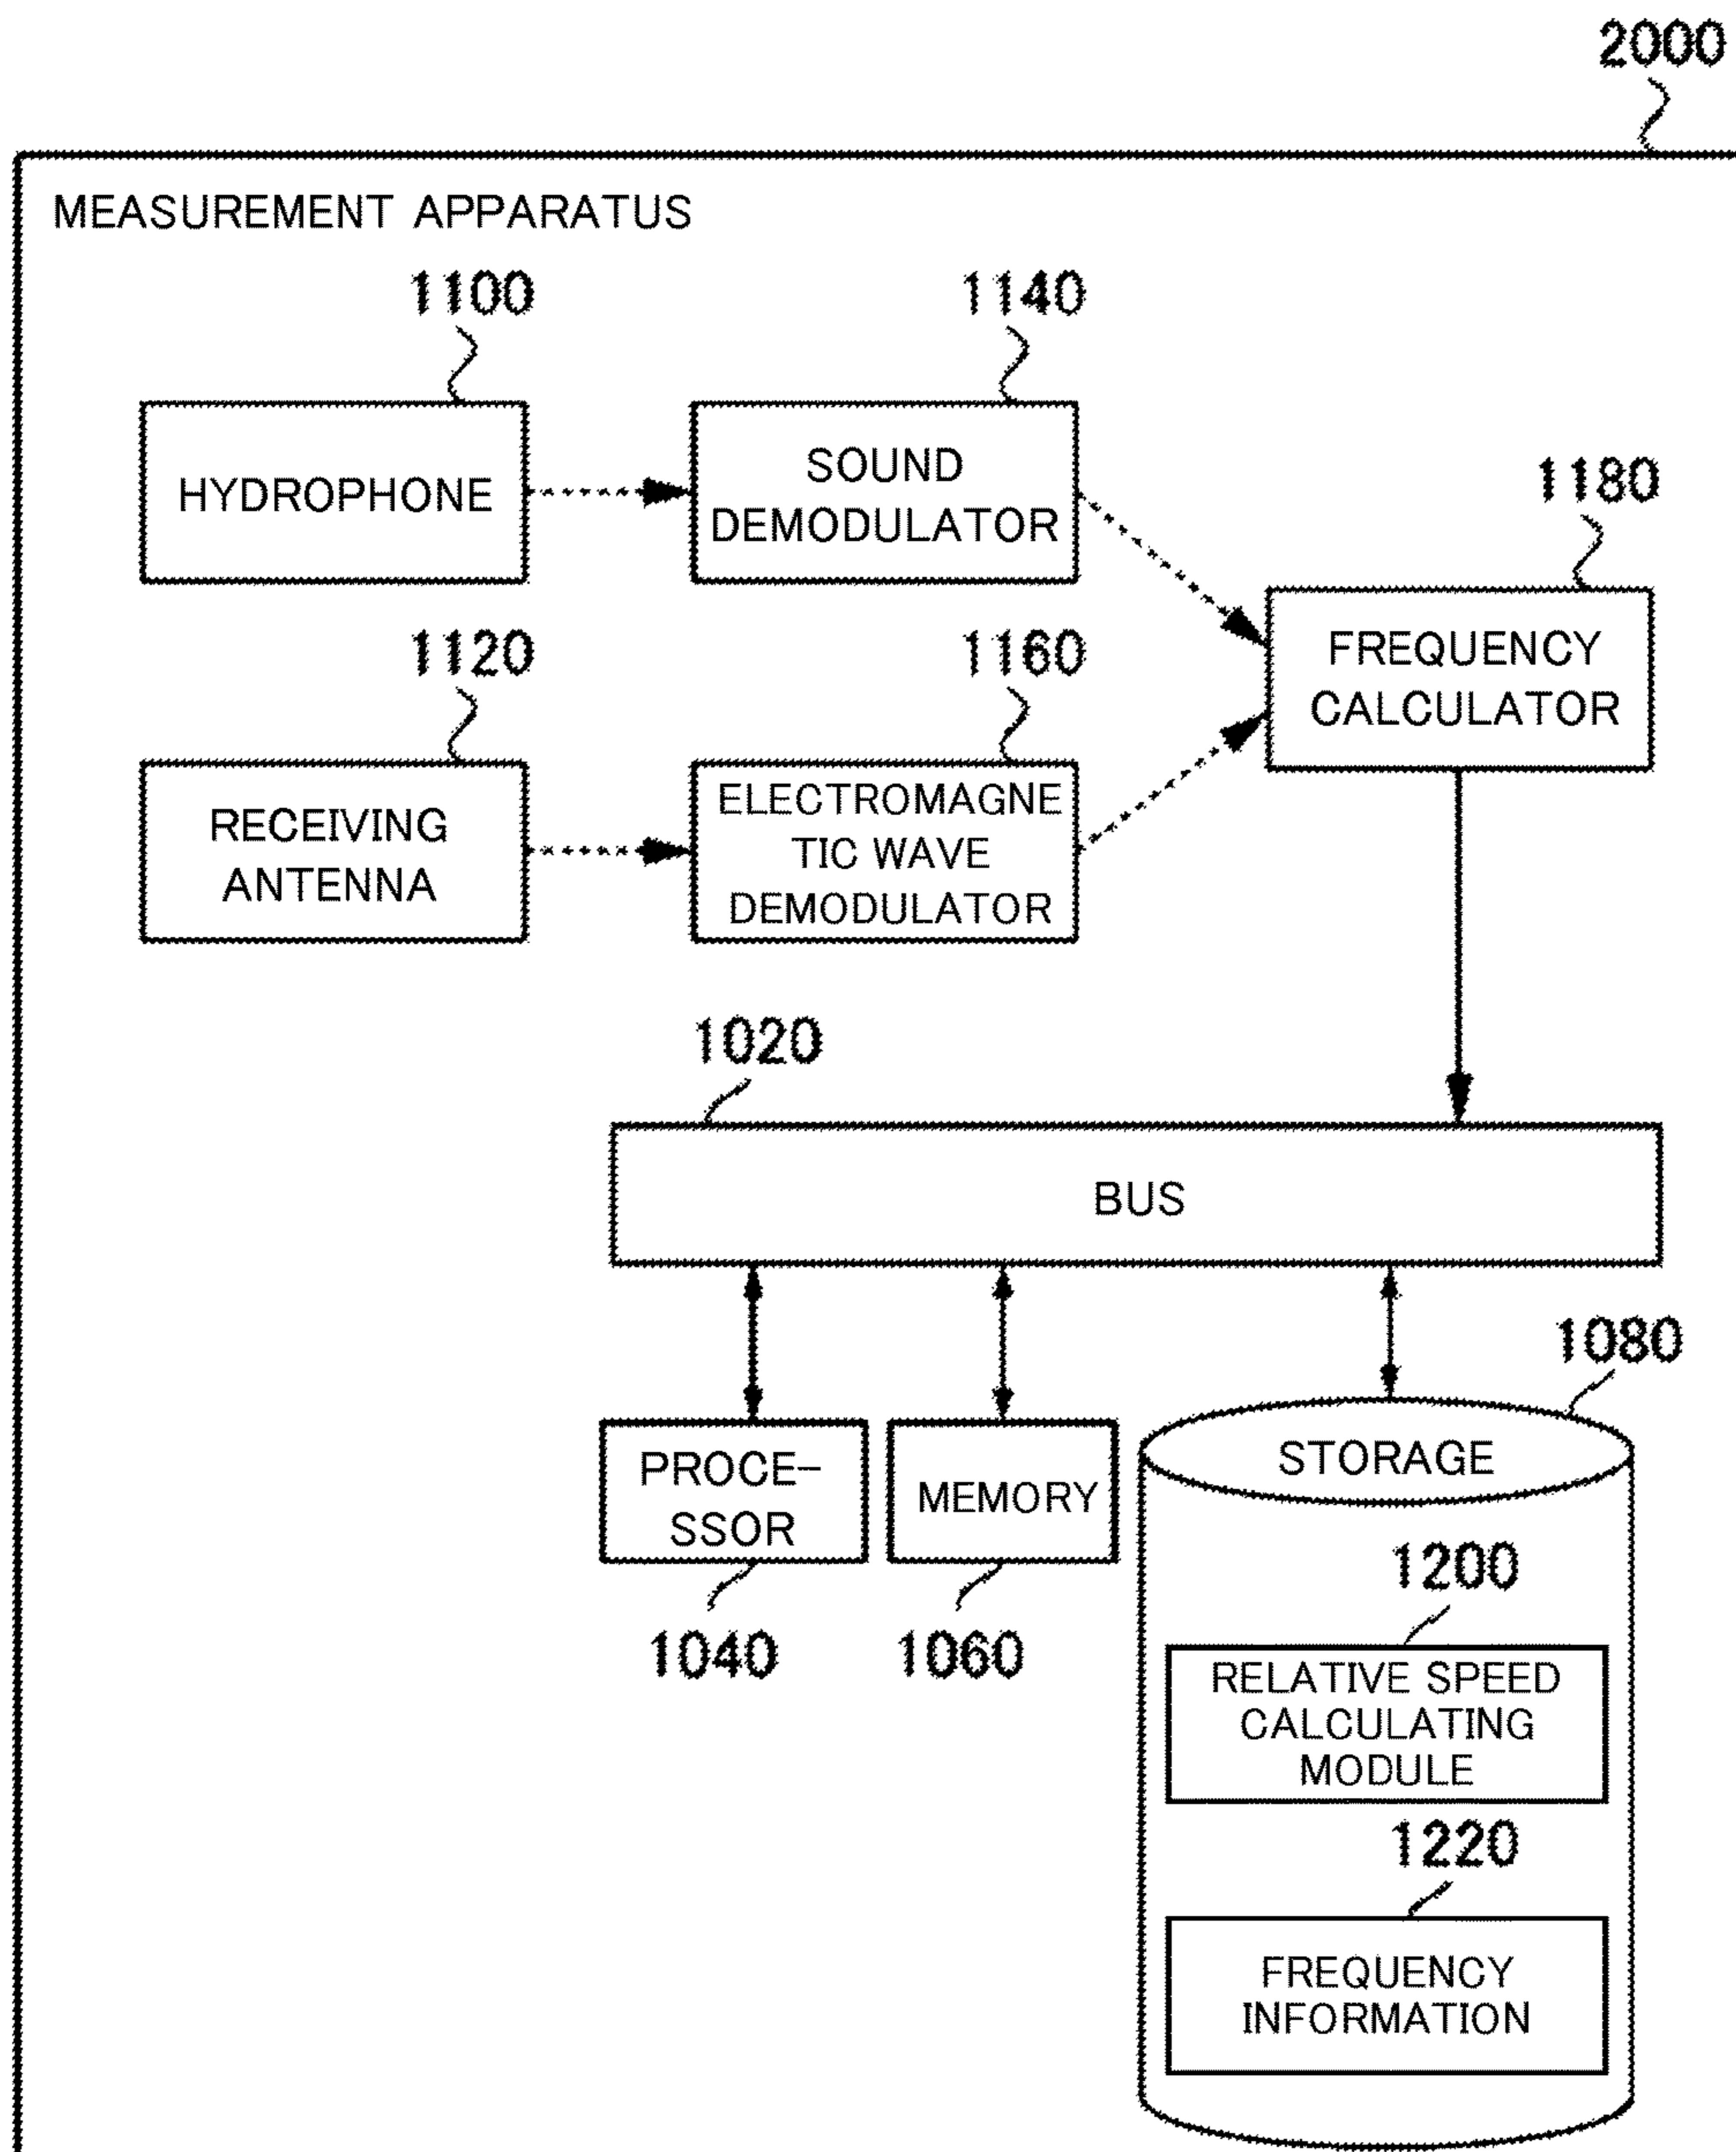 2000
MEASUREMENT APPARATUS
1100
1140
HYDROPHONE
SOUND
DEMODULATOR
1180
1120
1160
FREQUENCY
CALCULATOR
RECEIVING
ANTENNA
ELECTROMAGNE
TIC WAVE
DEMODULATOR
1020
BUS
1080
PROCE-
SSOR
MEMORY
STORAGE
1040
1060
1200
RELATIVE SPEED
CALCULATING
MODULE
1220
FREQUENCY
INFORMATION